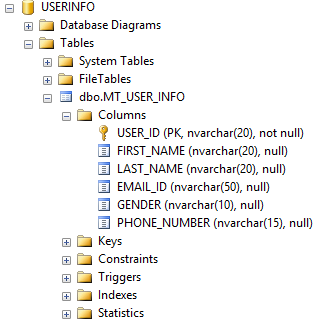 USERINFO
Database Diagrams
Tables
System Tables
FileTables
dbo.MT_USER_INFO
Columns
USER_ID (PK, nvarchar(20), not null)
FIRST_NAME (nvarchar(20), null)
LAST_NAME (nvarchar(20), null)
EMAIL_ID (nvarchar(50), null)
GENDER (nvarchar(10), null)
PHONE_NUMBER (nvarchar(15), null)
Keys
Constraints
Triggers
Indexes
Statistics